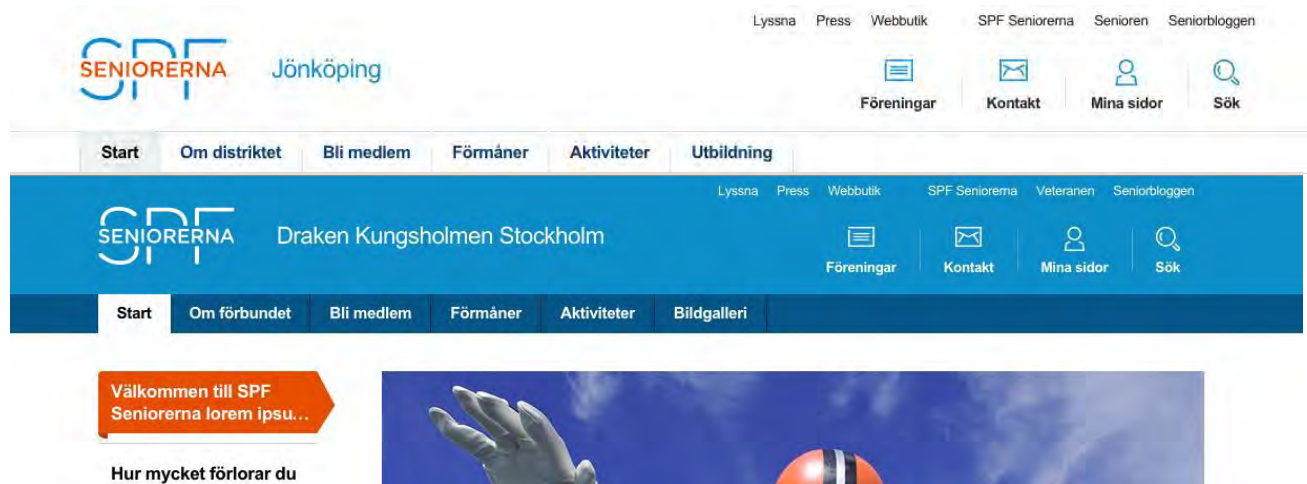 Lyssna Press Webbutik SPF Seniorerna Senioren Seniorbloggen
SPF
SENIORERNA
Jönköping
Föreningar Kontakt Mina sidor Sök
Start Om distriktet Bli medlem Förmåner Aktiviteter Utbildning
Lyssna Press Webbutik SPF Seniorerna Veteranen Seniorbloggen
SPF
SENIORERNA
Draken Kungsholmen Stockholm
Föreningar Kontakt Mina sidor Sök
Start Om förbundet Bli medlem Förmåner Aktiviteter Bildgalleri
Välkommen till SPF
Seniorerna lorem ipsu...
Hur mycket förlorar du